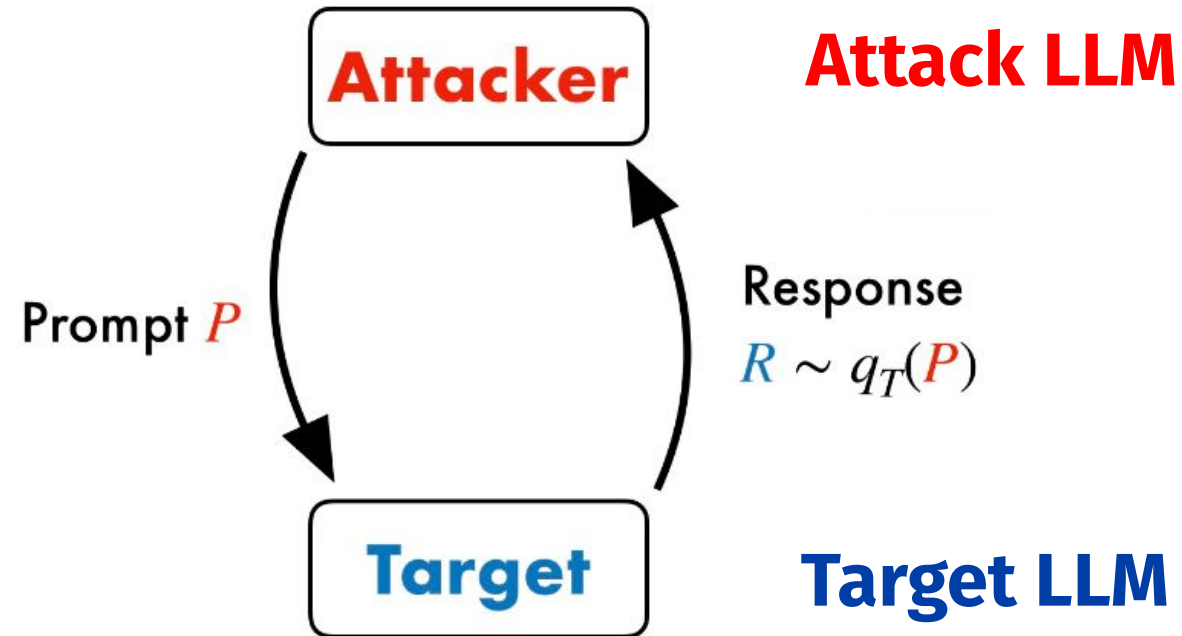 Attacker
Attack LLM
Prompt P
Response
R ~ q_T(P)
Target
Target LLM